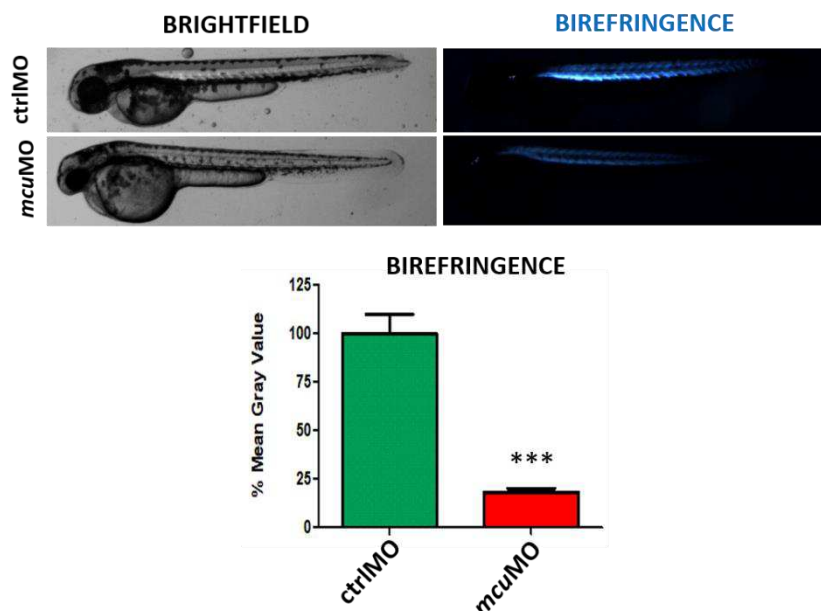 BRIGHTFIELD
BIREFRINGENCE
ctrlMO
mcuMO
BIREFRINGENCE
% Mean Gray Value
125
100
75
50
25
0
***
ctrlMO
mcuMO